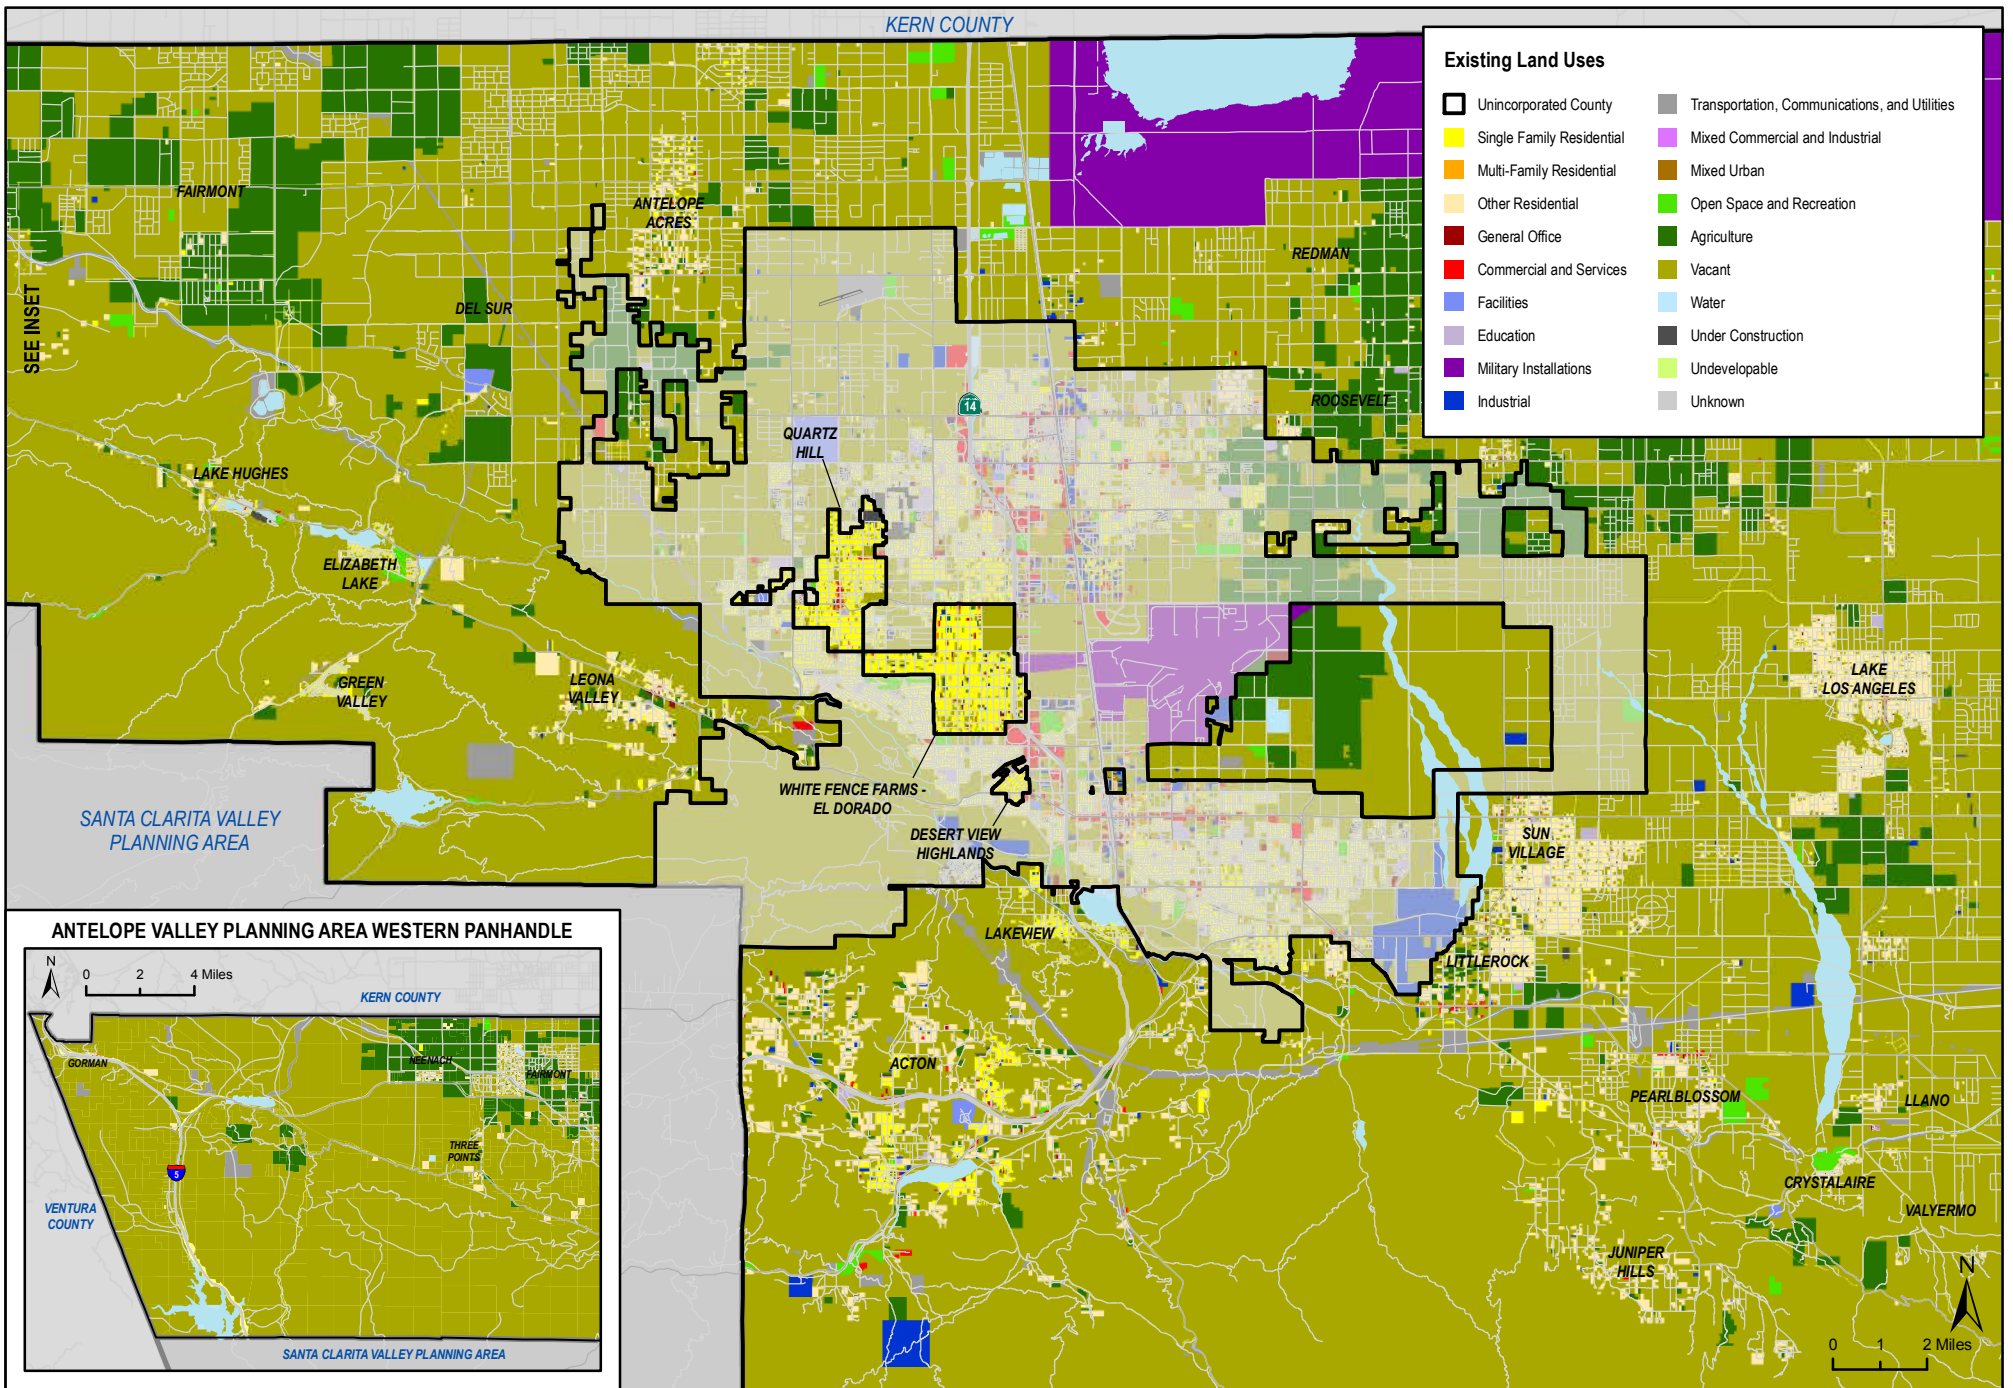 KERN COUNTY
Existing Land Uses
Unincorporated County
Single Family Residential
Multi-Family Residential
Other Residential
General Office
Commercial and Services
Facilities
Education
Military Installations
Industrial
Transportation, Communications, and Utilities
Mixed Commercial and Industrial
Mixed Urban
Open Space and Recreation
Agriculture
Vacant
Water
Under Construction
Undevelopable
Unknown
FAIRMONT
ANTELOPE
ACRES
REDMAN
SEE INSET
DEL SUR
14
ROOSEVELT
QUARTZ
HILL
LAKE HUGHES
ELIZABETH
LAKE
GREEN
VALLEY
LEONA
VALLEY
LAKE
LOS ANGELES
WHITE FENCE FARMS -
EL DORADO
SANTA CLARITA VALLEY
PLANNING AREA
DESERT VIEW
HIGHLANDS
SUN
VILLAGE
LAKEVIEW
LITTLEROCK
ACTON
PEARLBLOSSOM
LLANO
CRYSTALAIRE
VALYERMO
JUNIPER
HILLS
N
0 1 2 Miles
ANTELOPE VALLEY PLANNING AREA WESTERN PANHANDLE
N
0 2 4 Miles
KERN COUNTY
GORMAN
NEENACH
FAIRMONT
THREE
POINTS
5
VENTURA
COUNTY
SANTA CLARITA VALLEY PLANNING AREA